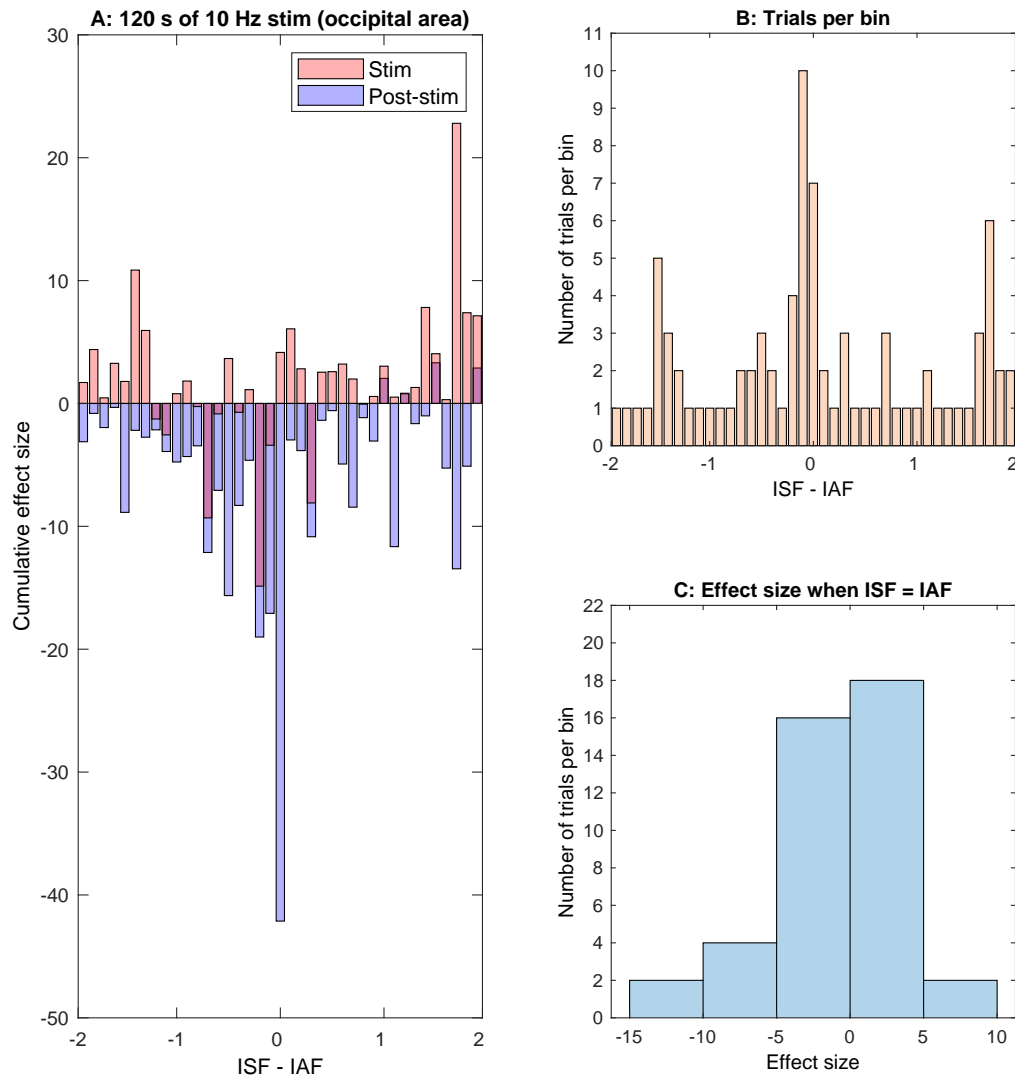 A: 120 s of 10 Hz stim (occipital area)
Stim
Post-stim
30
20
10
0
-10
-20
-30
-40
-50
Cumulative effect size
-2 -1 0 1 2
ISF - IAF
B: Trials per bin
11
10
9
8
7
6
5
4
3
2
1
0
Number of trials per bin
-2 -1 0 1 2
ISF - IAF
C: Effect size when ISF = IAF
22
20
18
16
14
12
10
8
6
4
2
0
Number of trials per bin
-15 -10 -5 0 5 10
Effect size